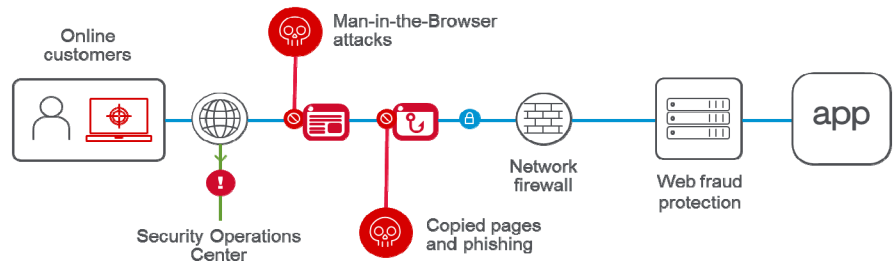 Online
customers
Man-in-the-Browser
attacks
!
Security Operations
Center
Copied pages
and phishing
Network
firewall
Web fraud
protection
app